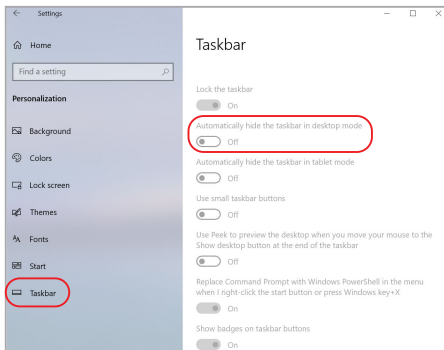 Settings
Home
Find a setting
Personalization
Background
Colors
Lock screen
Themes
Fonts
Start
Taskbar
Taskbar
Lock the taskbar
On
Automatically hide the taskbar in desktop mode
Off
Automatically hide the taskbar in tablet mode
Off
Use small taskbar buttons
Off
Use Peek to preview the desktop when you move your mouse to the
Show desktop button at the end of the taskbar
Off
Replace Command Prompt with Windows PowerShell in the menu
when I right-click the start button or press Windows key+X
On
Show badges on taskbar buttons
On